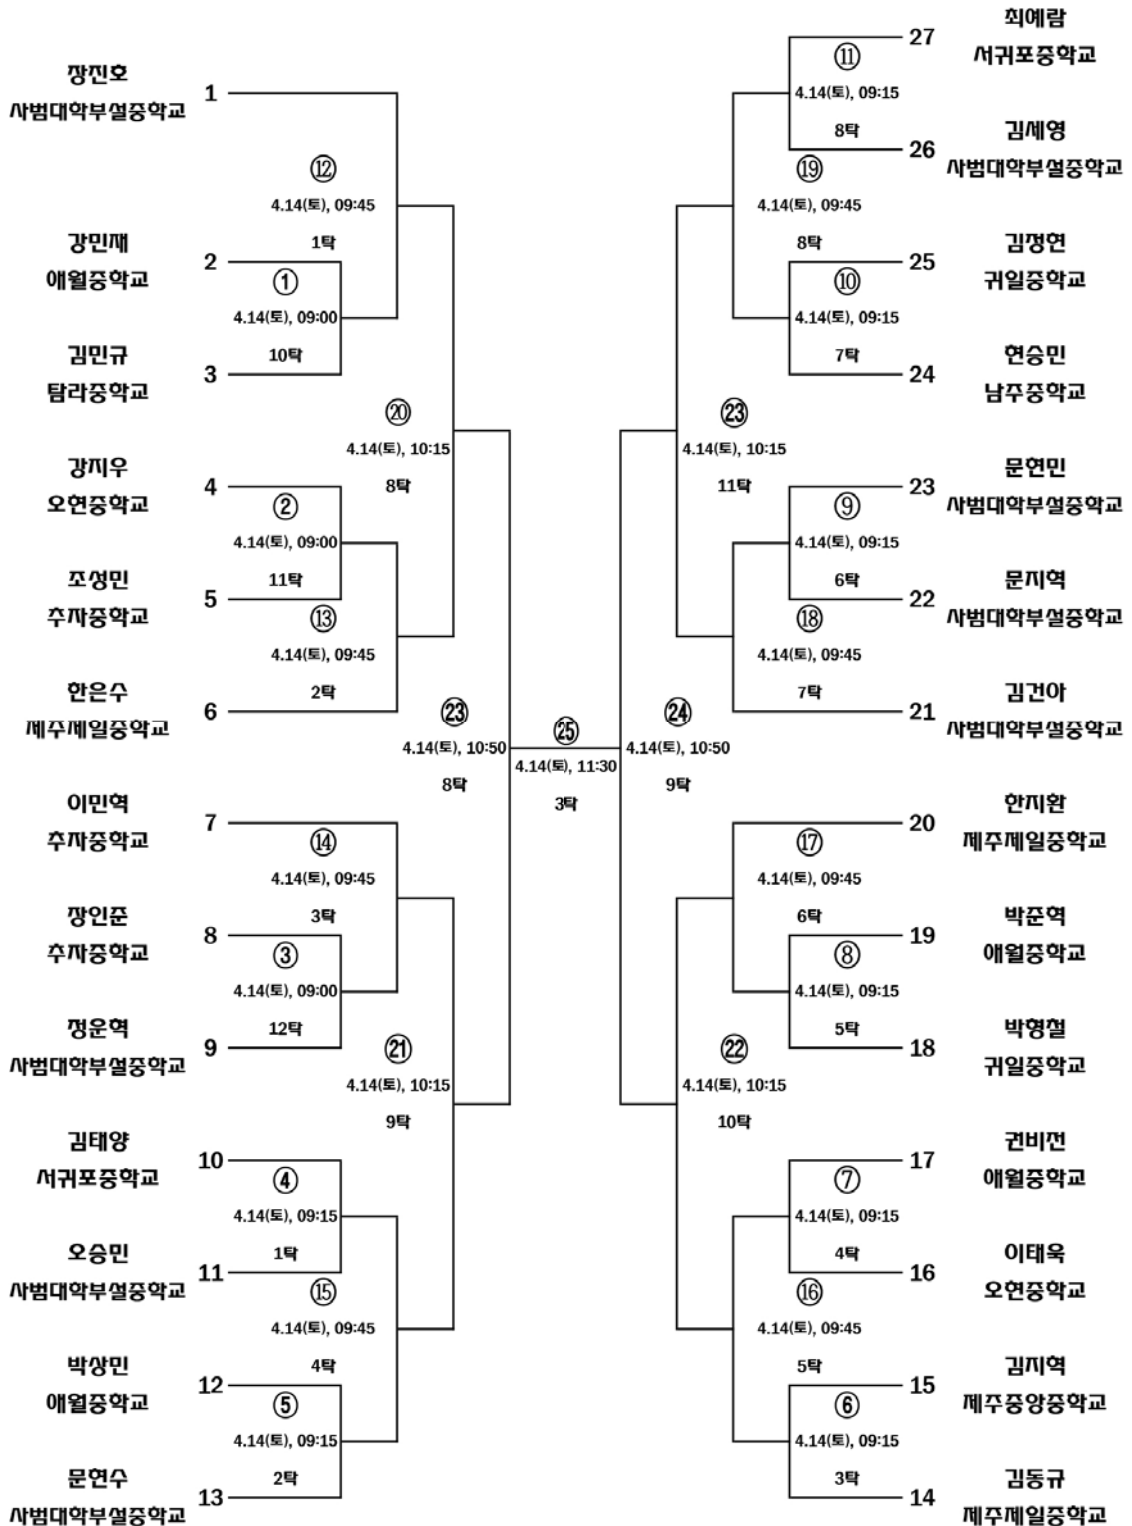 장진호
사범대학부설중학교
1
⑫
4.14(토), 09:45
1탁
강민재
애월중학교
2
①
4.14(토), 09:00
10탁
김민규
탐라중학교
3
⑳
4.14(토), 10:15
8탁
강지우
오현중학교
4
②
4.14(토), 09:00
11탁
조성민
추자중학교
5
⑬
4.14(토), 09:45
2탁
한은수
제주제일중학교
6
㉓
4.14(토), 10:50
8탁
이민혁
추자중학교
7
⑭
4.14(토), 09:45
3탁
장인준
추자중학교
8
③
4.14(토), 09:00
12탁
정운혁
사범대학부설중학교
9
㉑
4.14(토), 10:15
9탁
김태양
서귀포중학교
10
④
4.14(토), 09:15
1탁
오승민
사범대학부설중학교
11
⑮
4.14(토), 09:45
4탁
박상민
애월중학교
12
⑤
4.14(토), 09:15
2탁
문현수
사범대학부설중학교
13
㉕
4.14(토), 11:30
3탁
27
최예람
서귀포중학교
⑪
4.14(토), 09:15
8탁
26
김세영
사범대학부설중학교
⑲
4.14(토), 09:45
8탁
25
김정현
귀일중학교
⑩
4.14(토), 09:15
7탁
24
현승민
남주중학교
㉓
4.14(토), 10:15
11탁
23
문현민
사범대학부설중학교
⑨
4.14(토), 09:15
6탁
22
문지혁
사범대학부설중학교
⑱
4.14(토), 09:45
7탁
21
김건아
사범대학부설중학교
㉔
4.14(토), 10:50
9탁
20
한지환
제주제일중학교
⑰
4.14(토), 09:45
6탁
19
박준혁
애월중학교
⑧
4.14(토), 09:15
5탁
18
박형철
귀일중학교
㉒
4.14(토), 10:15
10탁
17
권비전
애월중학교
⑦
4.14(토), 09:15
4탁
16
이태욱
오현중학교
⑯
4.14(토), 09:45
5탁
15
김지혁
제주중앙중학교
⑥
4.14(토), 09:15
3탁
14
김동규
제주제일중학교